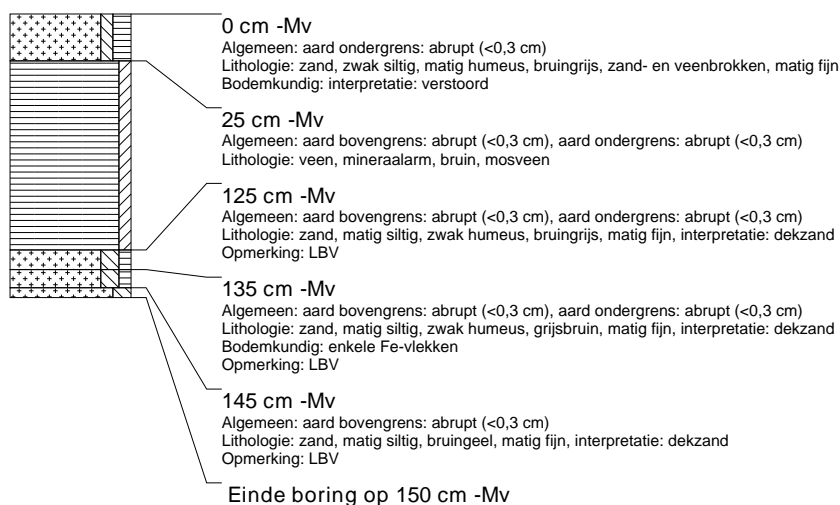 0 cm -Mv
Algemeen: aard ondergrens: abrupt (<0,3 cm)
Lithologie: zand, zwak siltig, matig humeus, bruingrijs, zand- en veenbrokken, matig fijn
Bodemkundig: interpretatie: verstoord
25 cm -Mv
Algemeen: aard bovengrens: abrupt (<0,3 cm), aard ondergrens: abrupt (<0,3 cm)
Lithologie: veen, mineraalarm, bruin, mosveen
125 cm -Mv
Algemeen: aard bovengrens: abrupt (<0,3 cm), aard ondergrens: abrupt (<0,3 cm)
Lithologie: zand, matig siltig, zwak humeus, bruingrijs, matig fijn, interpretatie: dekzand
Opmerking: LBV
135 cm -Mv
Algemeen: aard bovengrens: abrupt (<0,3 cm), aard ondergrens: abrupt (<0,3 cm)
Lithologie: zand, matig siltig, zwak humeus, grijsbruin, matig fijn, interpretatie: dekzand
Bodemkundig: enkele Fe-vlekken
Opmerking: LBV
145 cm -Mv
Algemeen: aard bovengrens: abrupt (<0,3 cm)
Lithologie: zand, matig siltig, bruingeel, matig fijn, interpretatie: dekzand
Opmerking: LBV
Einde boring op 150 cm -Mv